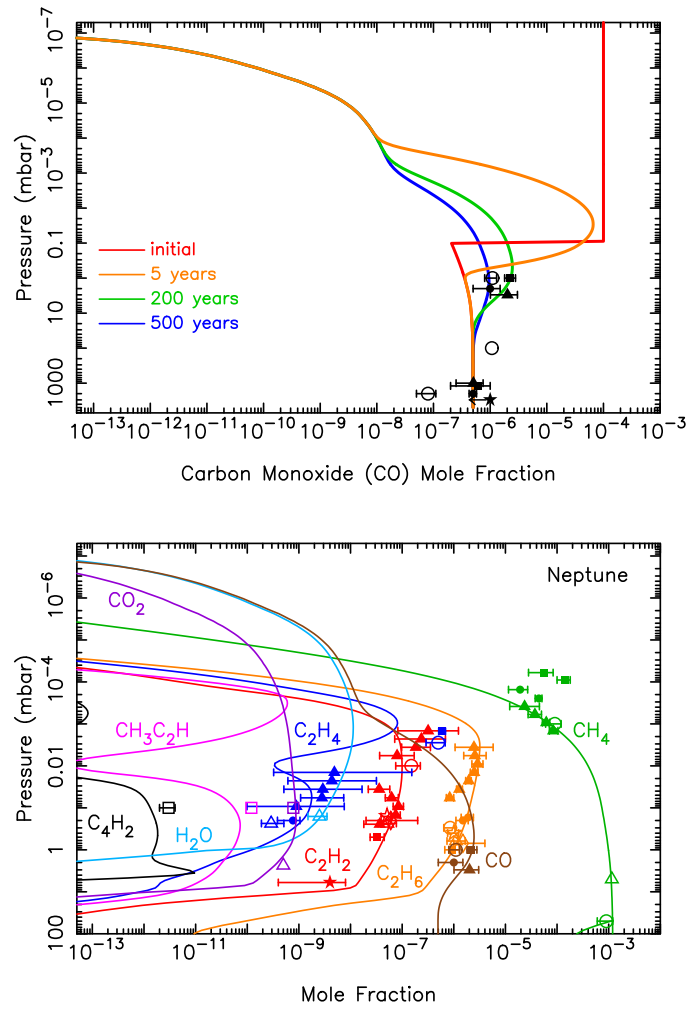 10⁻⁷
10⁻⁵
10⁻³
0.1
10
1000
Pressure (mbar)
initial
5 years
200 years
500 years
10⁻¹³ 10⁻¹² 10⁻¹¹ 10⁻¹⁰ 10⁻⁹ 10⁻⁸ 10⁻⁷ 10⁻⁶ 10⁻⁵ 10⁻⁴ 10⁻³
Carbon Monoxide (CO) Mole Fraction
Neptune
10⁻⁶
10⁻⁴
0.01
1
100
Pressure (mbar)
CO₂
CH₃C₂H
C₂H₄
CH₄
C₄H₂
H₂O
C₂H₂
C₂H₆
CO
10⁻¹³ 10⁻¹¹ 10⁻⁹ 10⁻⁷ 10⁻⁵ 10⁻³
Mole Fraction